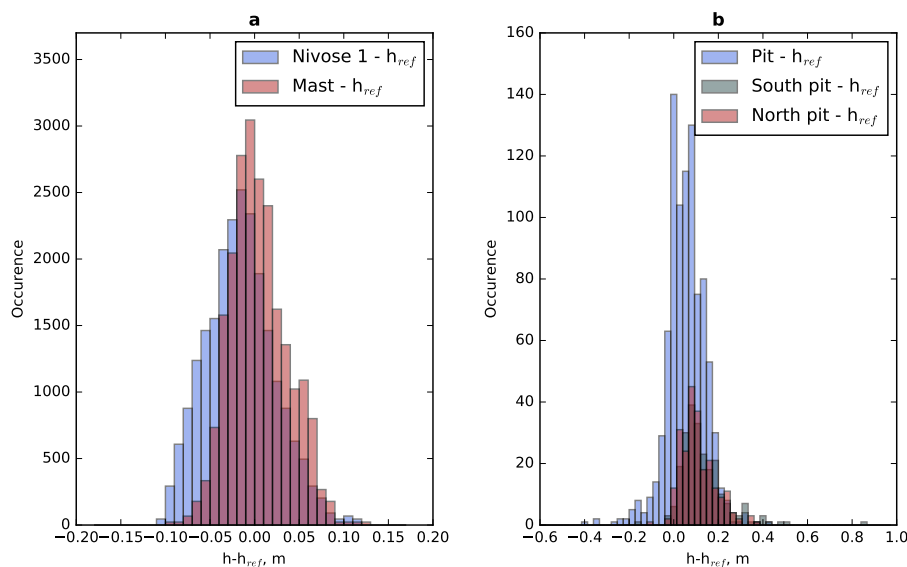 a
3500
3000
2500
2000
1500
1000
500
0
Occurence
Nivose 1 - h_ref
Mast - h_ref
−0.20 −0.15 −0.10 −0.05 0.00 0.05 0.10 0.15 0.20
h-h_ref, m
b
160
140
120
100
80
60
40
20
0
Occurence
Pit - h_ref
South pit - h_ref
North pit - h_ref
−0.6 −0.4 −0.2 0.0 0.2 0.4 0.6 0.8 1.0
h-h_ref, m